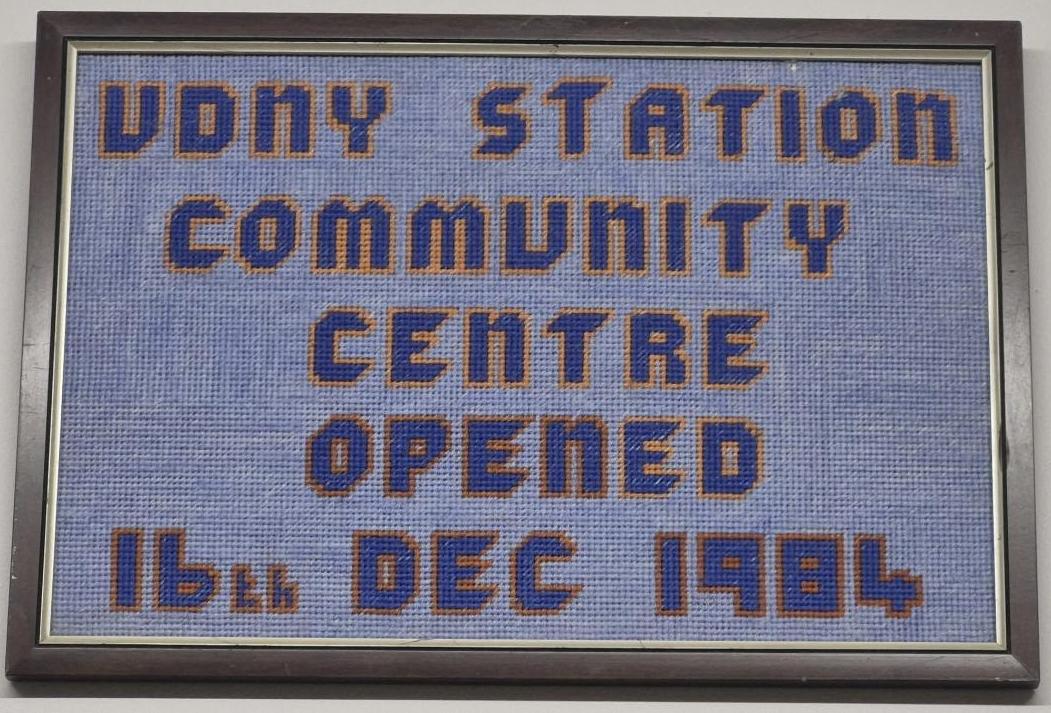 UDNY STATION
COMMUNITY
CENTRE
OPENED
16th DEC 1984